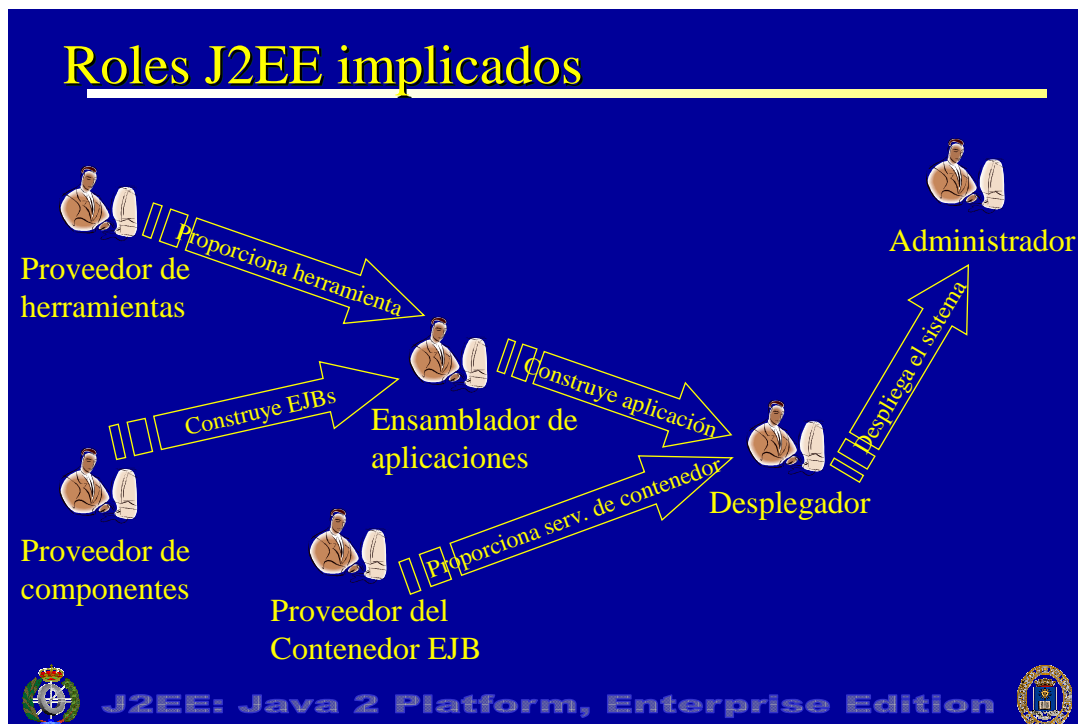 Roles J2EE implicados
Proporciona herramienta
Proveedor de
herramientas
Administrador
Despliega el sistema
Construye EJBs
Ensamblador de
aplicaciones
Construye aplicación
Proveedor de
componentes
Proporciona serv. de contenedor
Desplegador
Proveedor del
Contenedor EJB
J2EE: Java 2 Platform, Enterprise Edition